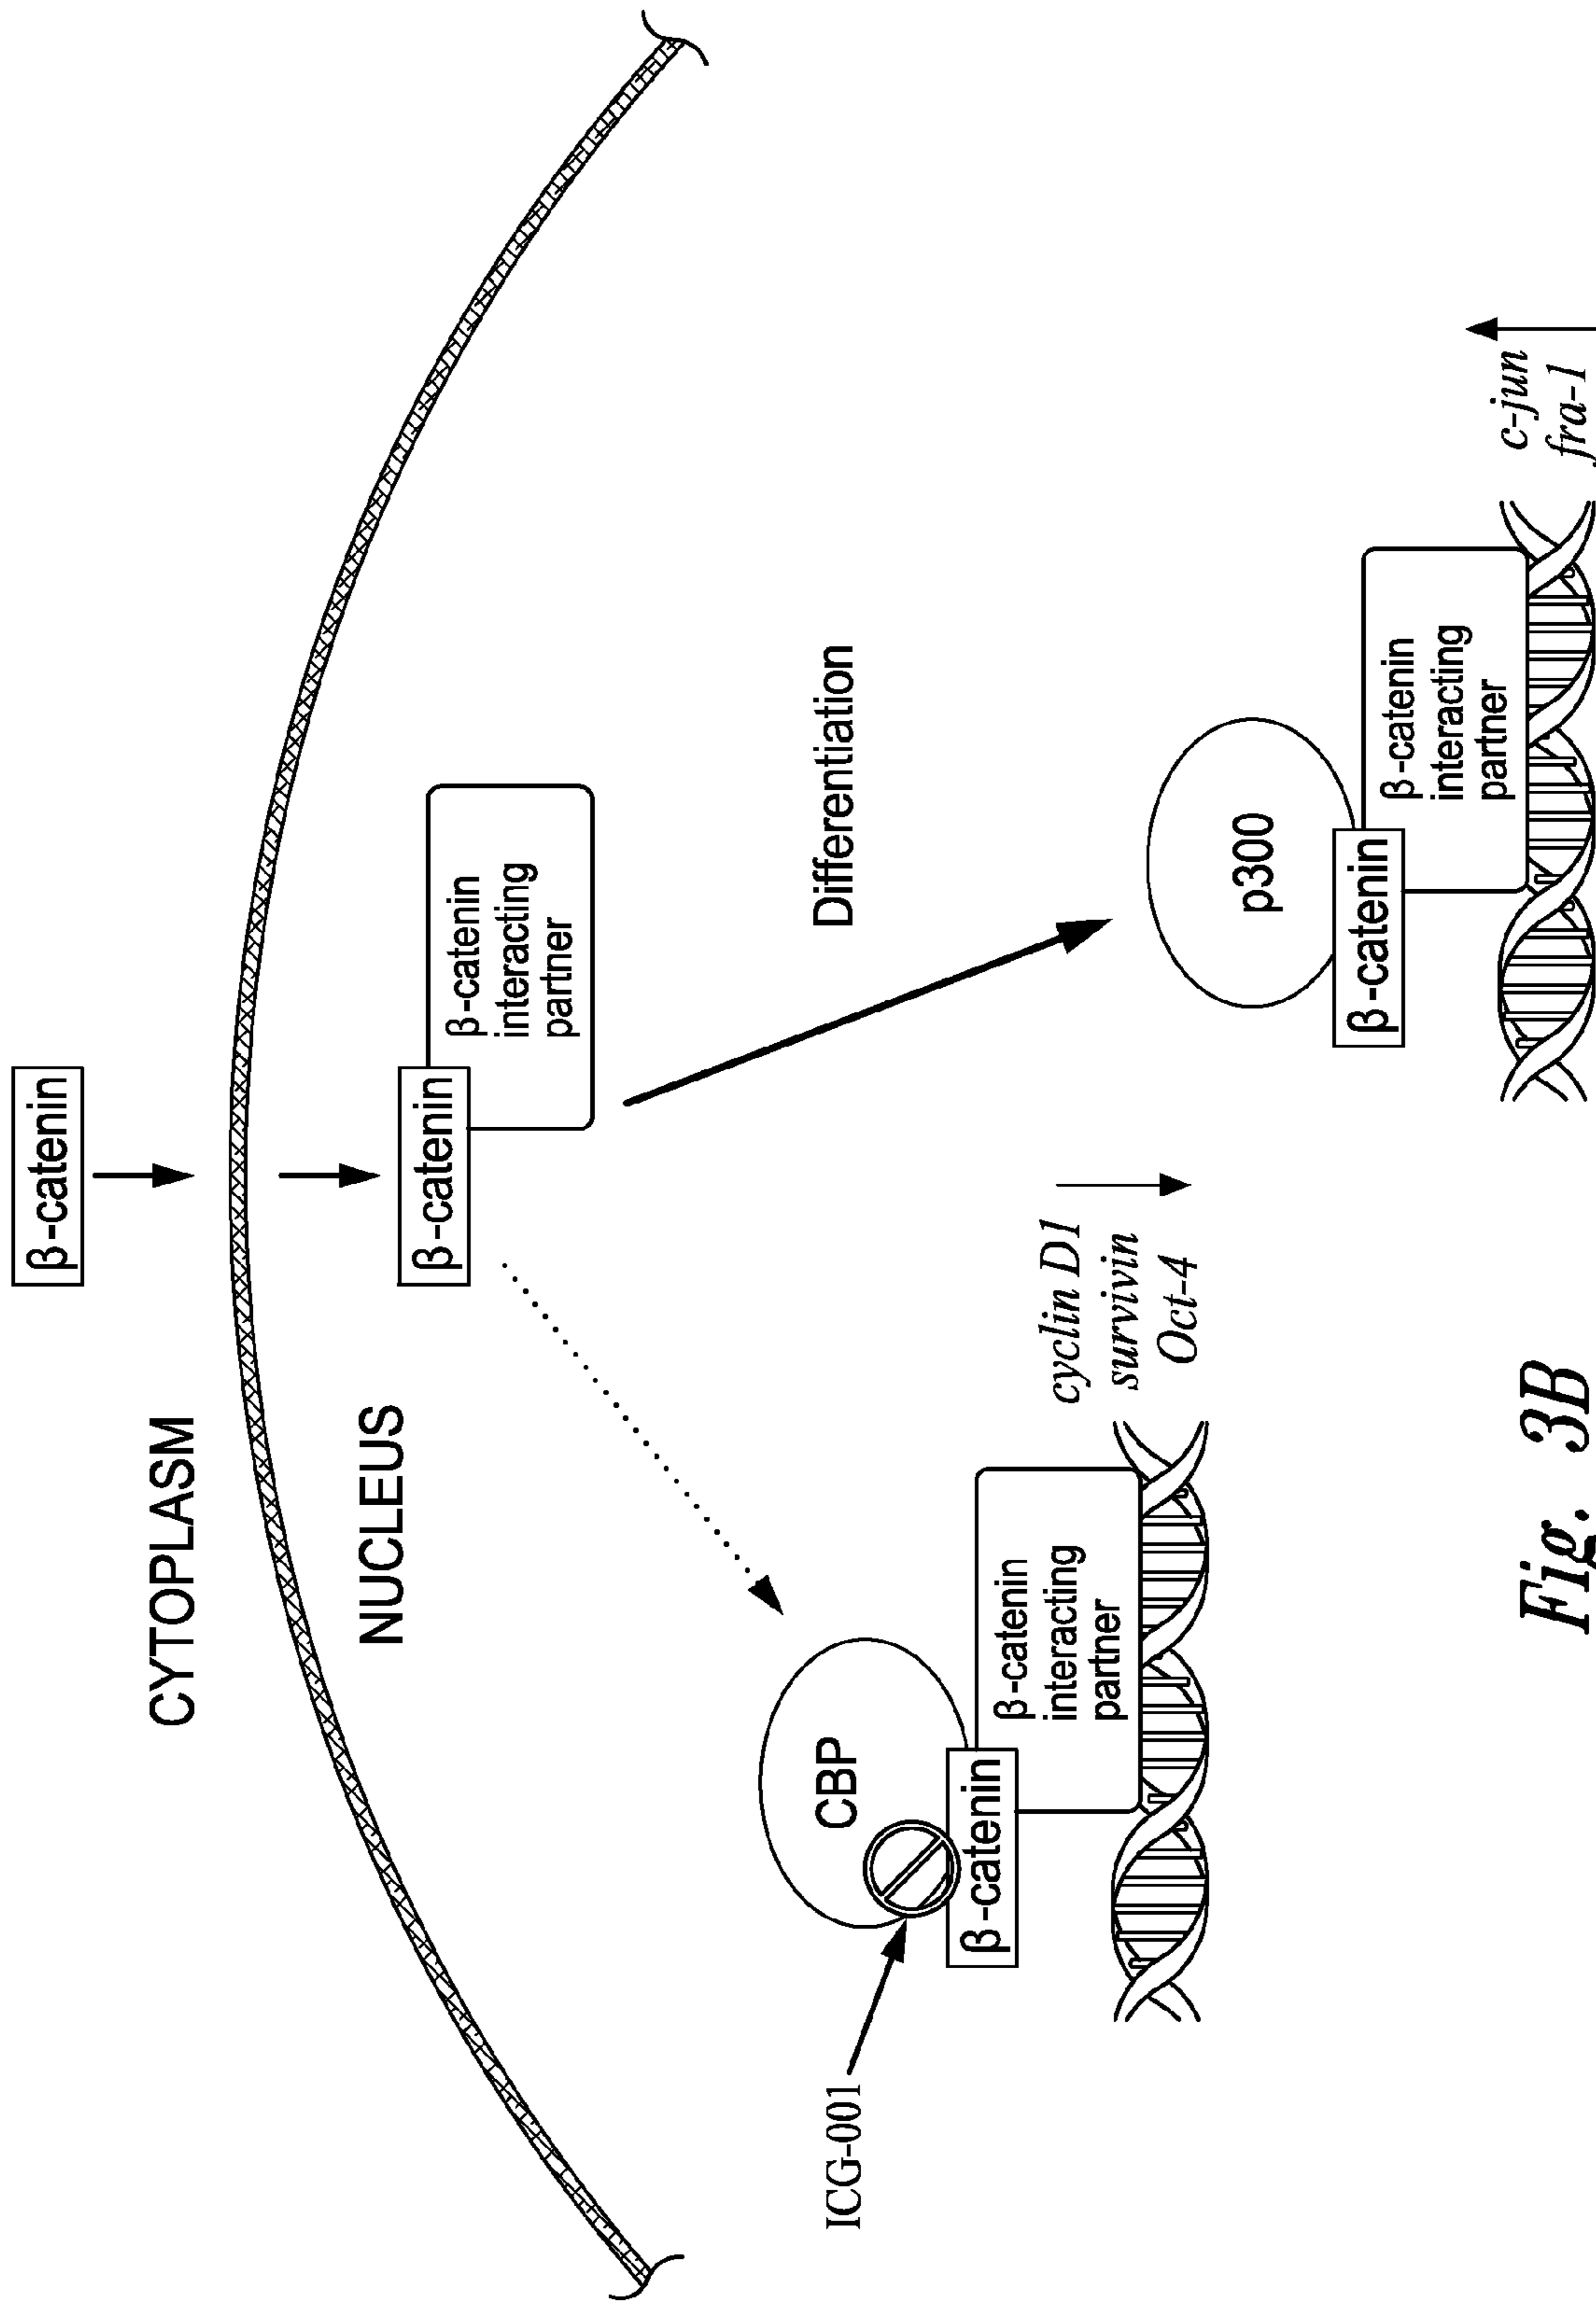 β-catenin
CYTOPLASM
NUCLEUS
β-catenin
β-catenin
interacting
partner
Differentiation
ICG-001
CBP
β-catenin
β-catenin
interacting
partner
cyclin D1
survivin
Oct-4
p300
β-catenin
β-catenin
interacting
partner
c-jun
fra-1
Fig. 3B